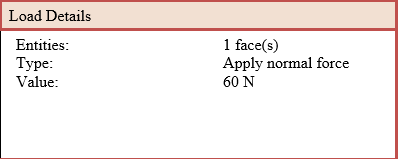 Load Details
Entities: 1 face(s)
Type: Apply normal force
Value: 60 N